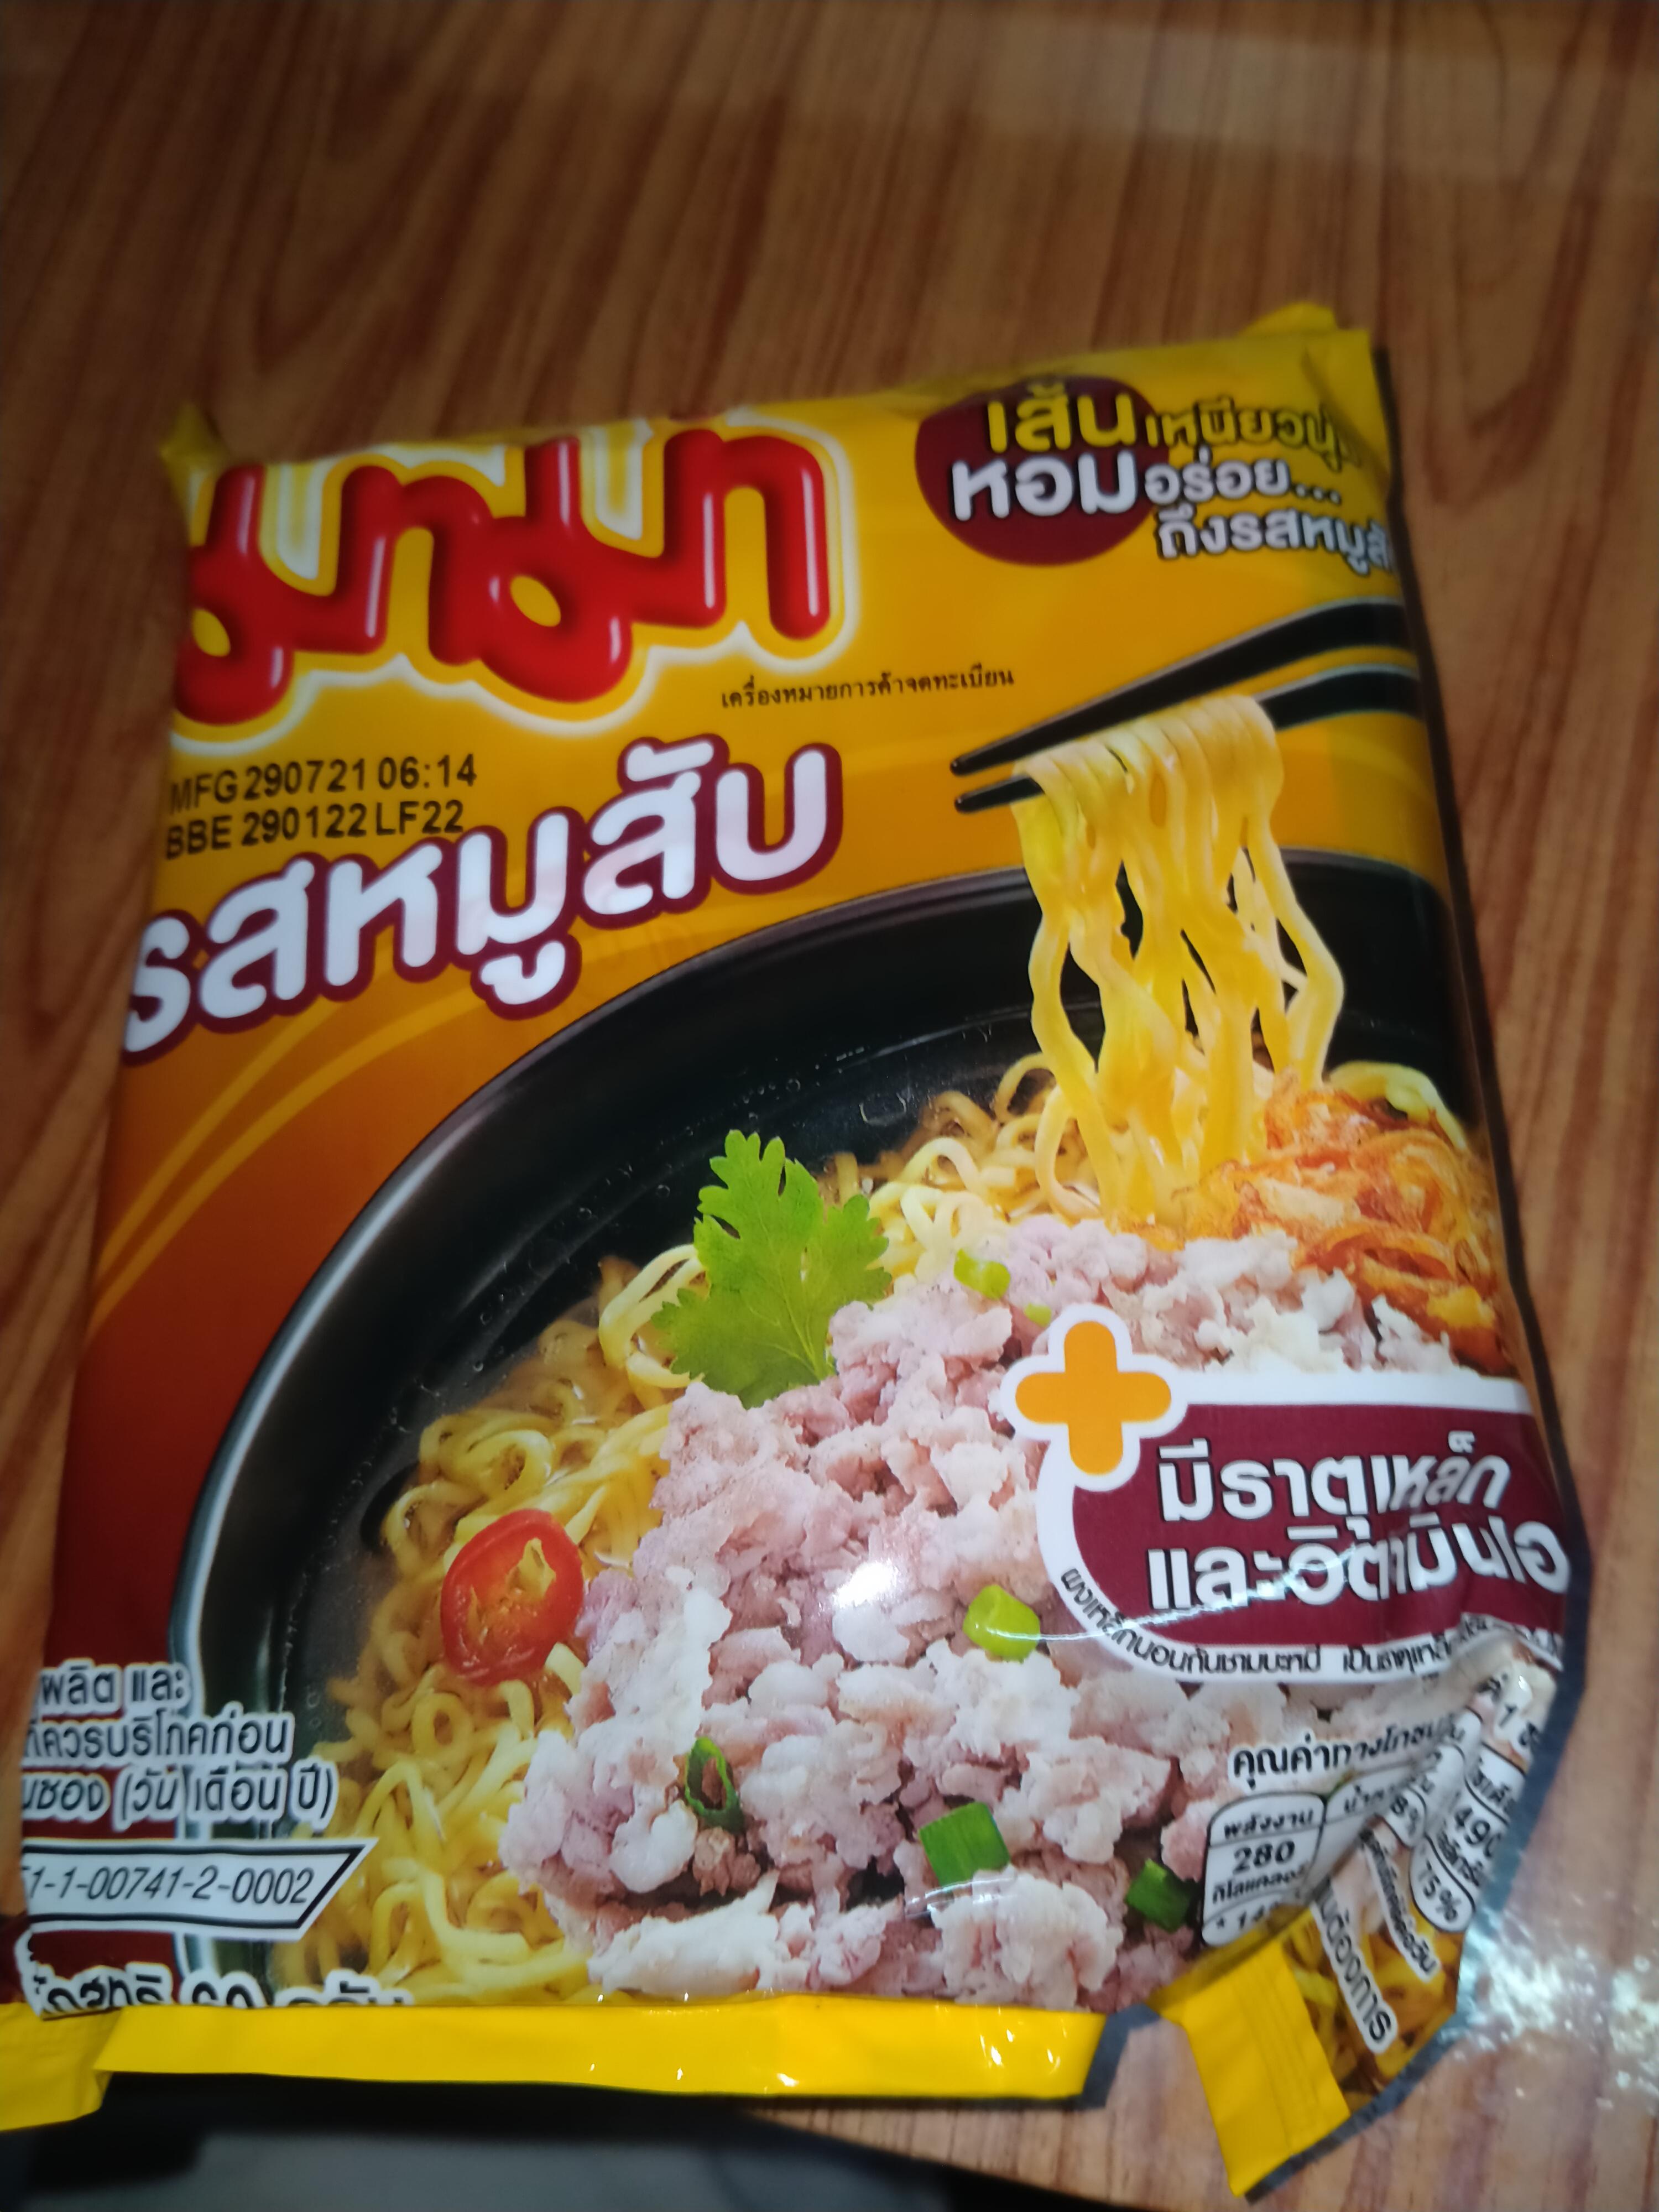 มาม่า
เส้นเหนียวนุ่ม
หอมอร่อย...
ถึงรสหมูสั
เครื่องหมายการค้าจดทะเบียน
MFG 290721 06:14
BBE 290122 LF22
รสหมูสับ
มีธาตุเหล็ก
และวิตามินเอ
ผลิต และ
ควรบริโภคก่อน
ซอง (วัน เดือน ปี)
1-1-00741-2-0002
คุณค่าทางโภชนา
พลังงาน
280
กิโลแคลอรี
490
8%
75%